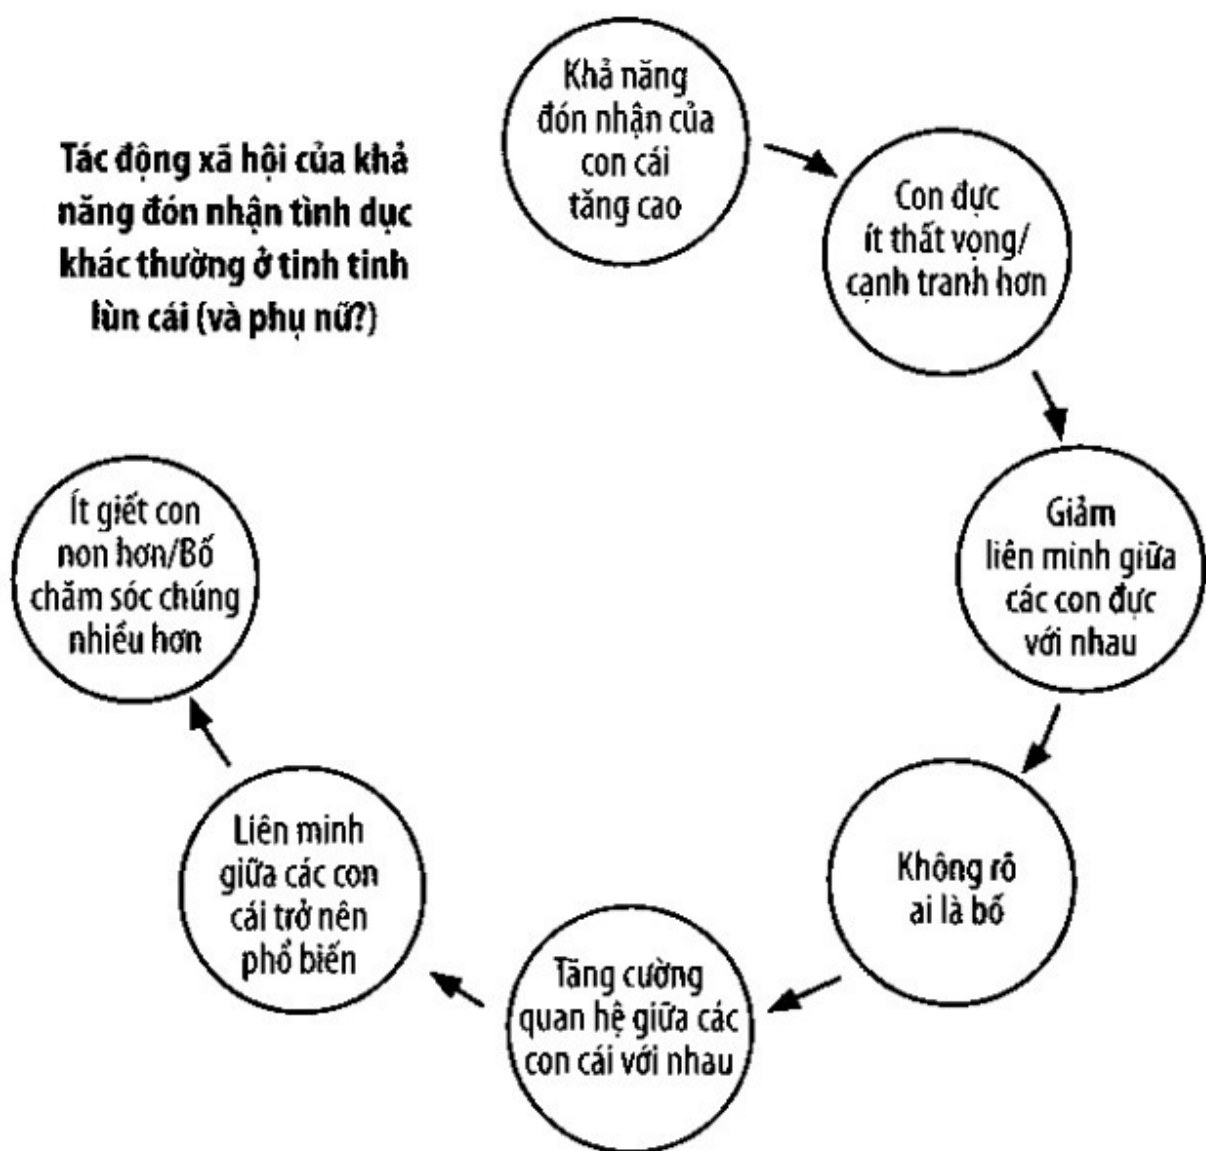 Tác động xã hội của khả
năng đón nhận tình dục
khác thường ở tinh tinh
lùn cái (và phụ nữ?)
Khả năng
đón nhận của
con cái
tăng cao
Con đực
ít thất vọng/
cạnh tranh hơn
Giảm
liên minh giữa
các con đực
với nhau
Không rõ
ai là bố
Tăng cường
quan hệ giữa các
con cái với nhau
Liên minh
giữa các con
cái trở nên
phổ biến
Ít giết con
non hơn/Bố
chăm sóc chúng
nhiều hơn